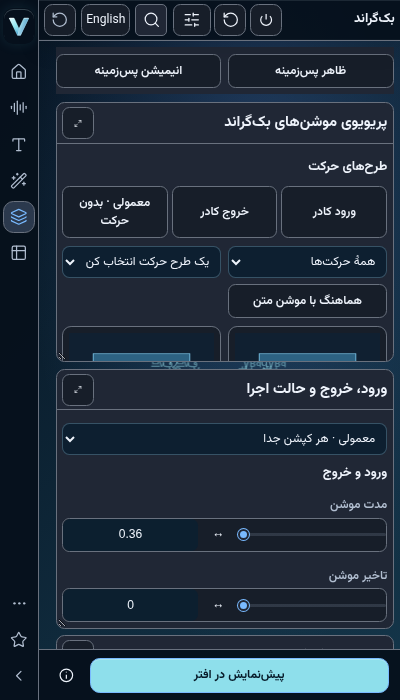 بک‌گراند
English
ظاهر پس‌زمینه
انیمیشن پس‌زمینه
پریویوی موشن‌های بک‌گراند
طرح‌های حرکت
ورود کادر
خروج کادر
معمولی · بدون
حرکت
همهٔ حرکت‌ها
یک طرح حرکت انتخاب کن
هماهنگ با موشن متن
ورود، خروج و حالت اجرا
معمولی · هر کپشن جدا
ورود و خروج
مدت موشن
0.36
تاخیر موشن
0
پیش‌نمایش در افتر